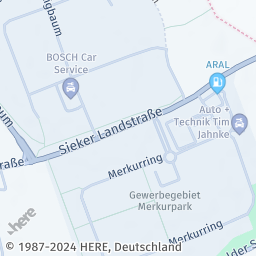 BOSCH Car
Service
ARAL
Auto +
Technik Tim
Jahnke
Sieker Landstraße
Merkurring
Gewerbegebiet
Merkurpark
Merkurring
here
© 1987-2024 HERE, Deutschland